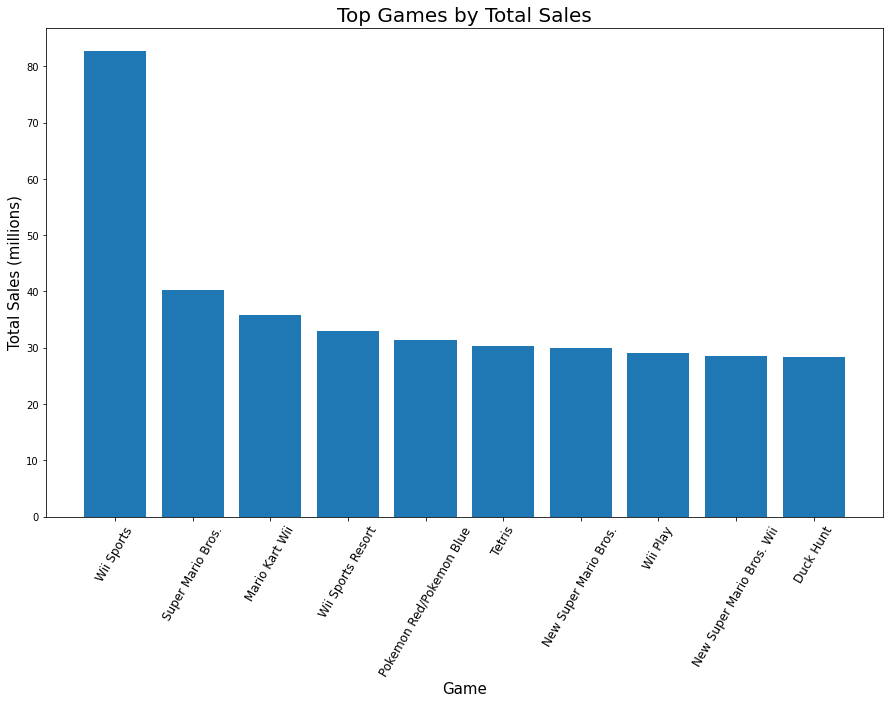 Top Games by Total Sales
Total Sales (millions)
80
70
60
50
40
30
20
10
0
Wii Sports
Super Mario Bros.
Mario Kart Wii
Wii Sports Resort
Pokemon Red/Pokemon Blue
Tetris
New Super Mario Bros.
Wii Play
New Super Mario Bros. Wii
Duck Hunt
Game